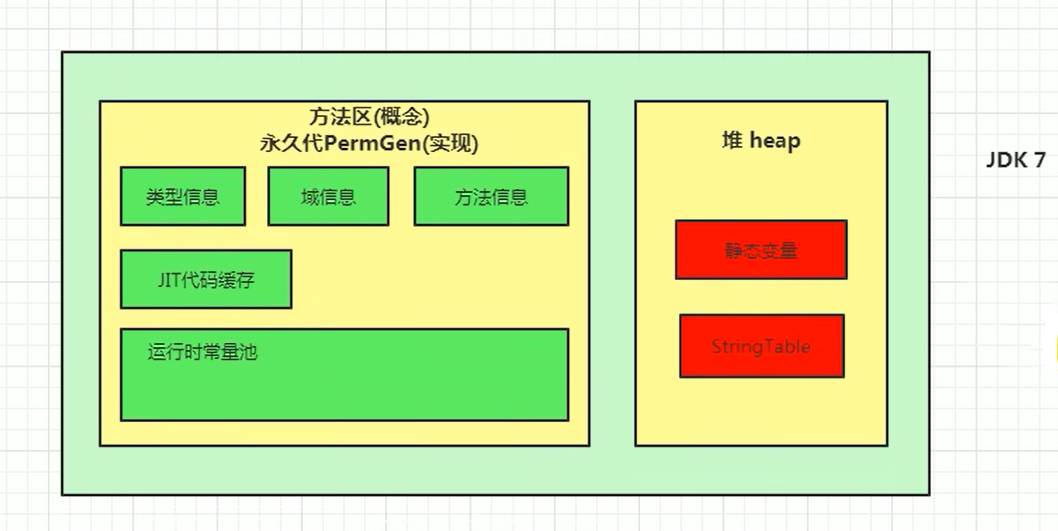 方法区(概念)
永久代PermGen(实现)
类型信息
域信息
方法信息
JIT代码缓存
运行时常量池
堆 heap
静态变量
StringTable
JDK 7